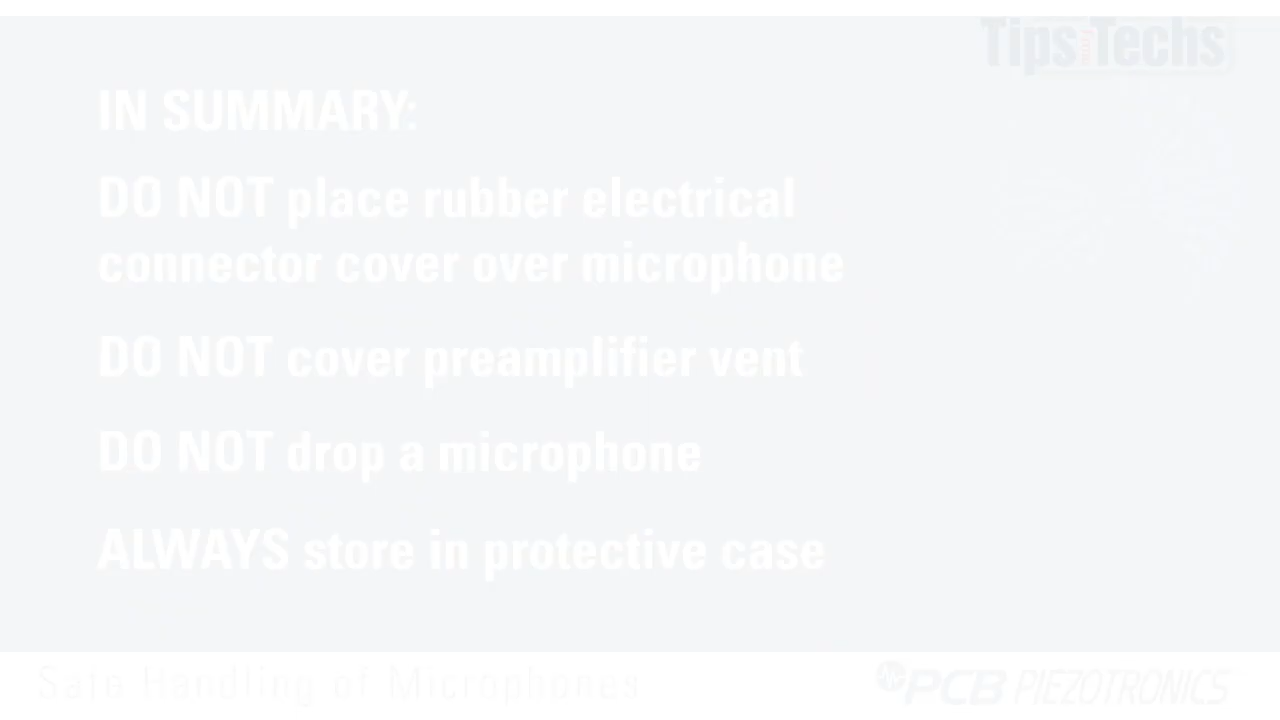 Tips from Techs
IN SUMMARY:
DO NOT place rubber electrical
connector cover over microphone
DO NOT cover preamplifier vent
DO NOT drop a microphone
ALWAYS store in protective case
Safe Handling of Microphones
PCB PIEZOTRONICS